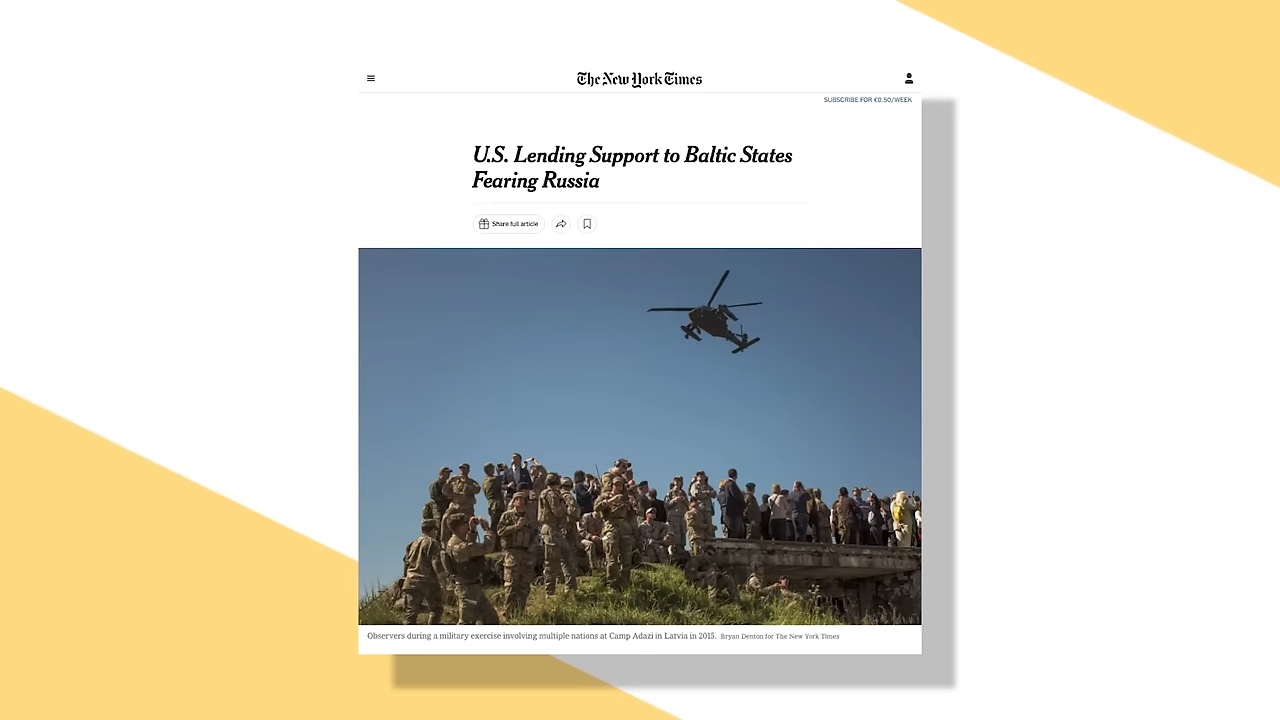 The New York Times
SUBSCRIBE FOR €0.50/WEEK
U.S. Lending Support to Baltic States
Fearing Russia
Share full article
Observers during a military exercise involving multiple nations at Camp Adazi in Latvia in 2015. Bryan Denton for The New York Times